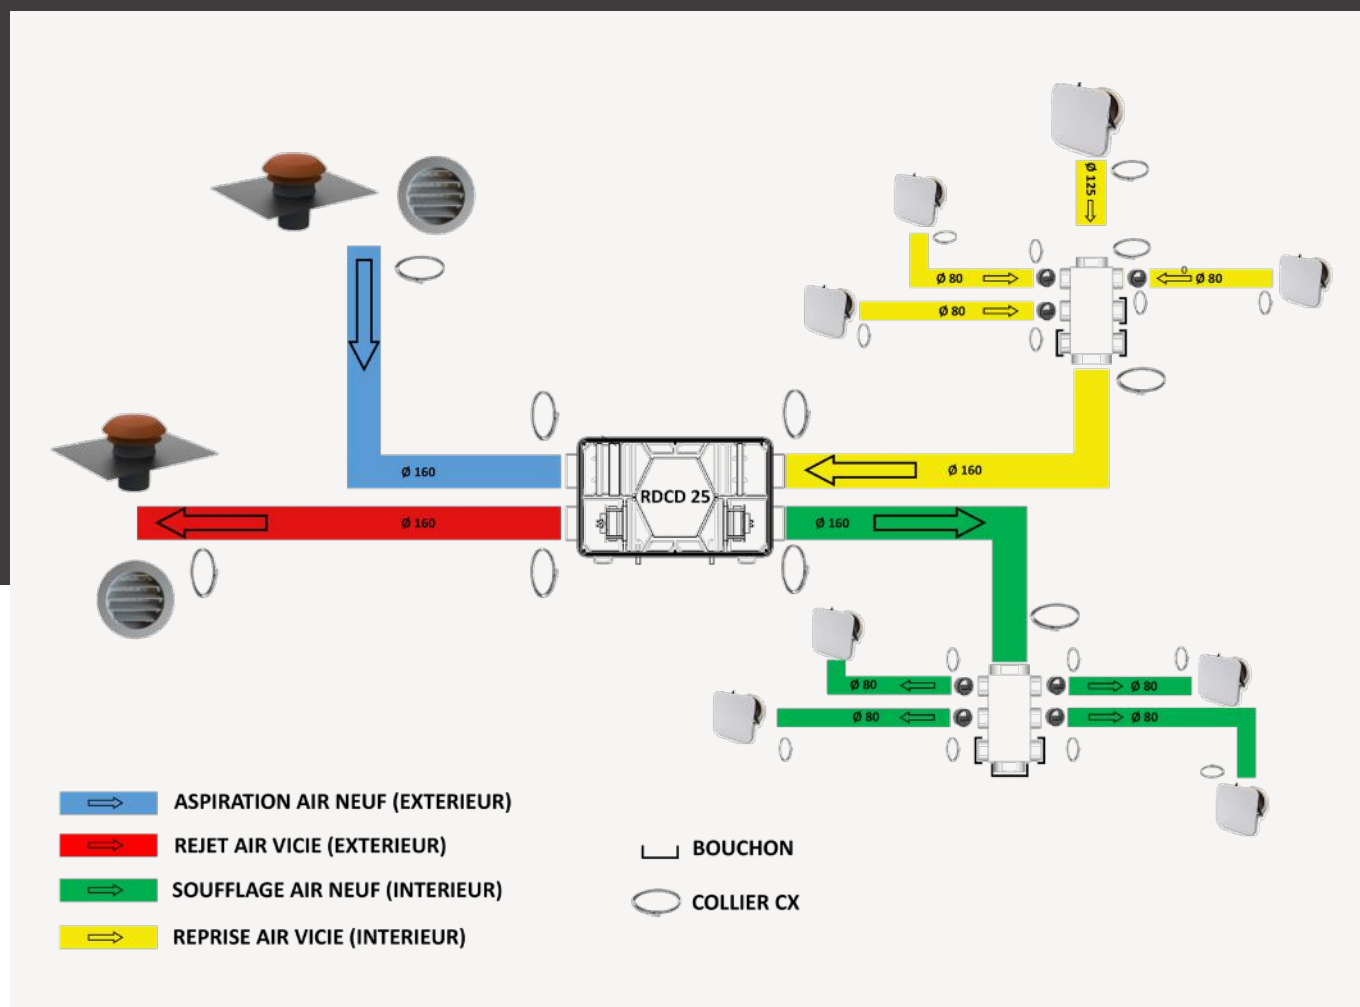 Ø 125
Ø 80
Ø 80
Ø 80
Ø 160
Ø 160
RDCD 25
Ø 160
Ø 160
Ø 80
Ø 80
Ø 80
Ø 80
ASPIRATION AIR NEUF (EXTERIEUR)
REJET AIR VICIE (EXTERIEUR)
BOUCHON
SOUFFLAGE AIR NEUF (INTERIEUR)
COLLIER CX
REPRISE AIR VICIE (INTERIEUR)